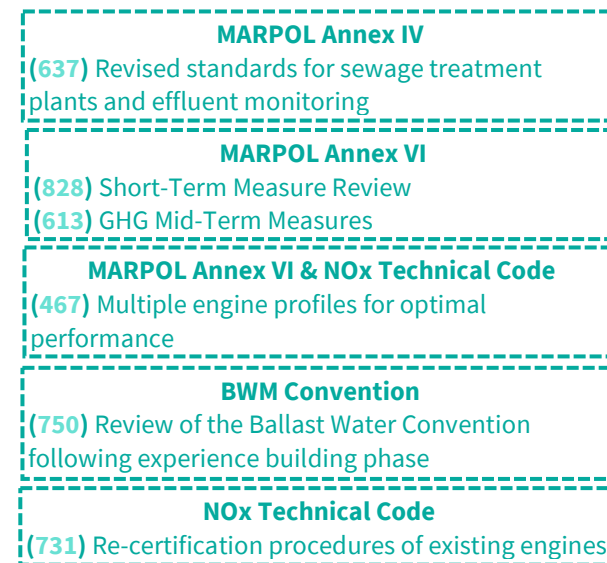 MARPOL Annex IV
(637) Revised standards for sewage treatment
plants and effluent monitoring
MARPOL Annex VI
(828) Short-Term Measure Review
(613) GHG Mid-Term Measures
MARPOL Annex VI & NOx Technical Code
(467) Multiple engine profiles for optimal
performance
BWM Convention
(750) Review of the Ballast Water Convention
following experience building phase
NOx Technical Code
(731) Re-certification procedures of existing engines